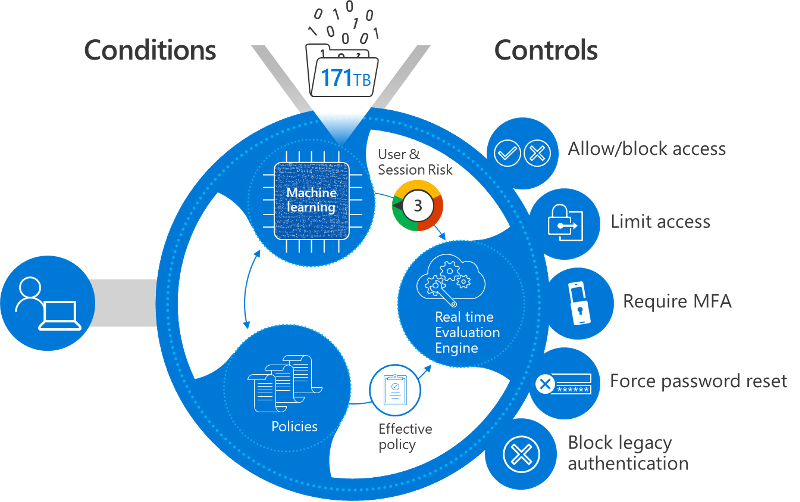 Conditions
Controls
1 0
0 1 0
1 0 0 1
1 0 1
171TB
Machine
learning
User &
Session Risk
3
Real time
Evaluation
Engine
Policies
Effective
policy
Allow/block access
Limit access
Require MFA
Force password reset
******
Block legacy
authentication